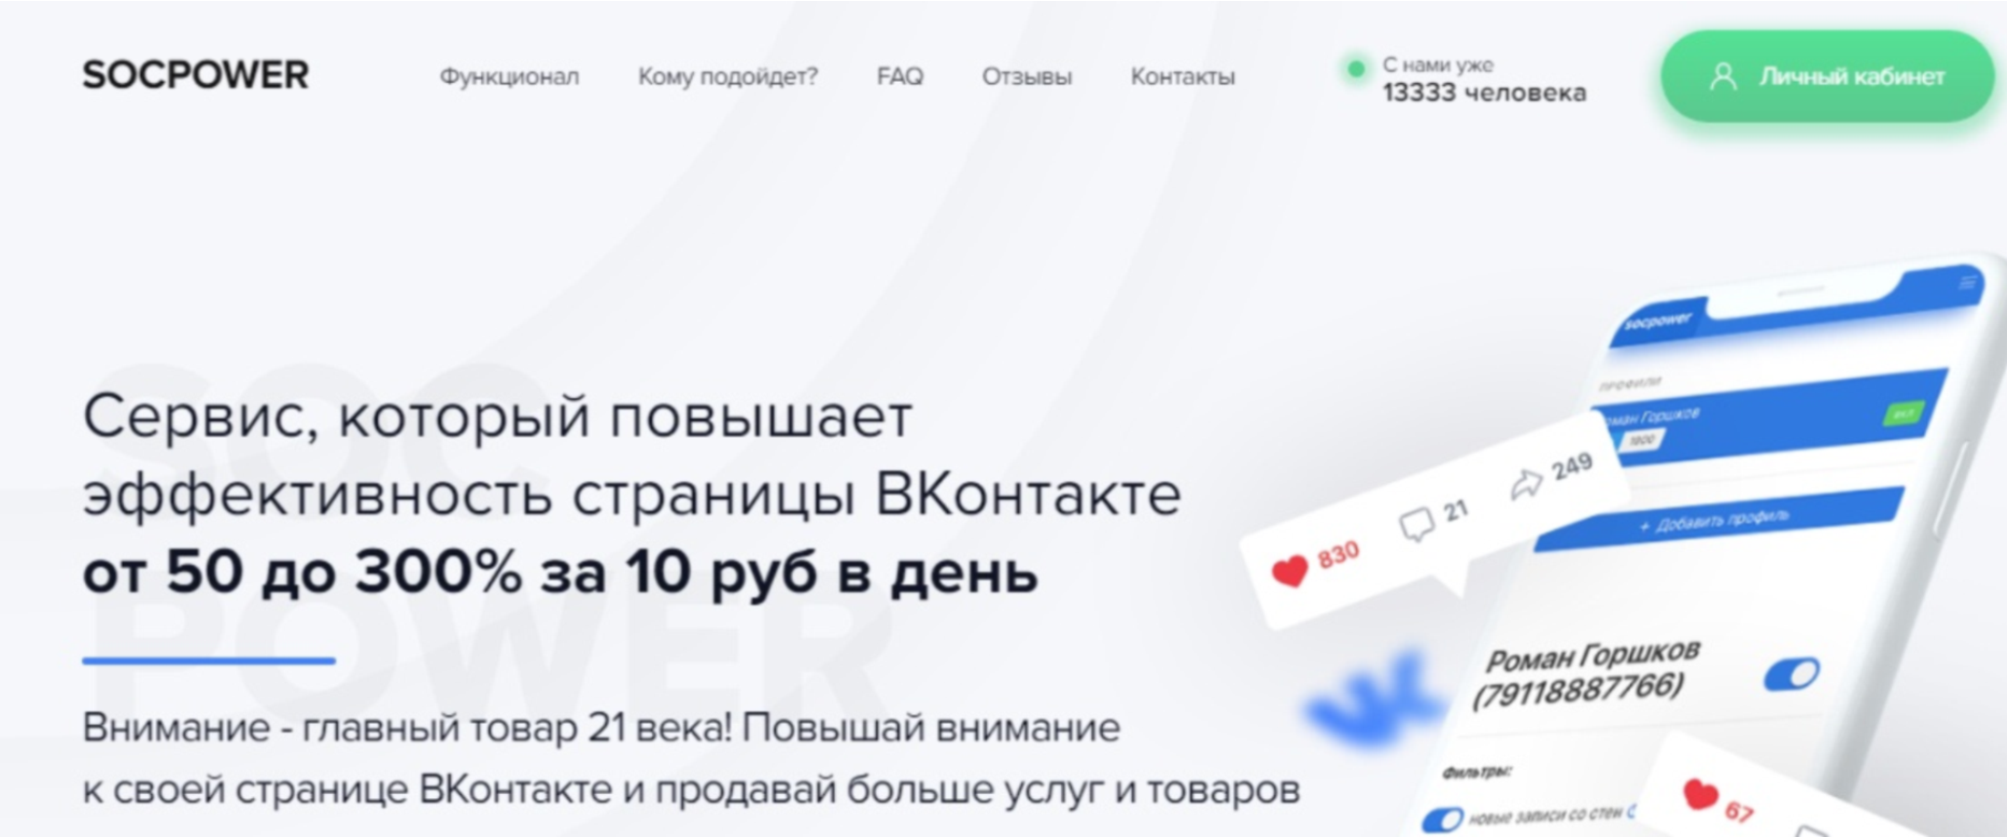 SOCPOWER
Функционал
Кому подойдет?
FAQ
Отзывы
Контакты
С нами уже
13333 человека
Личный кабинет
SOC
POWER
Сервис, который повышает
эффективность страницы ВКонтакте
от 50 до 300% за 10 руб в день
Внимание - главный товар 21 века! Повышай внимание
к своей странице ВКонтакте и продавай больше услуг и товаров
socpower
ПРОФИЛИ
Горшков
1800
+ Добавить профиль
830
21
249
Роман Горшков
(79118887766)
Фильтры:
новые записи со стен
67